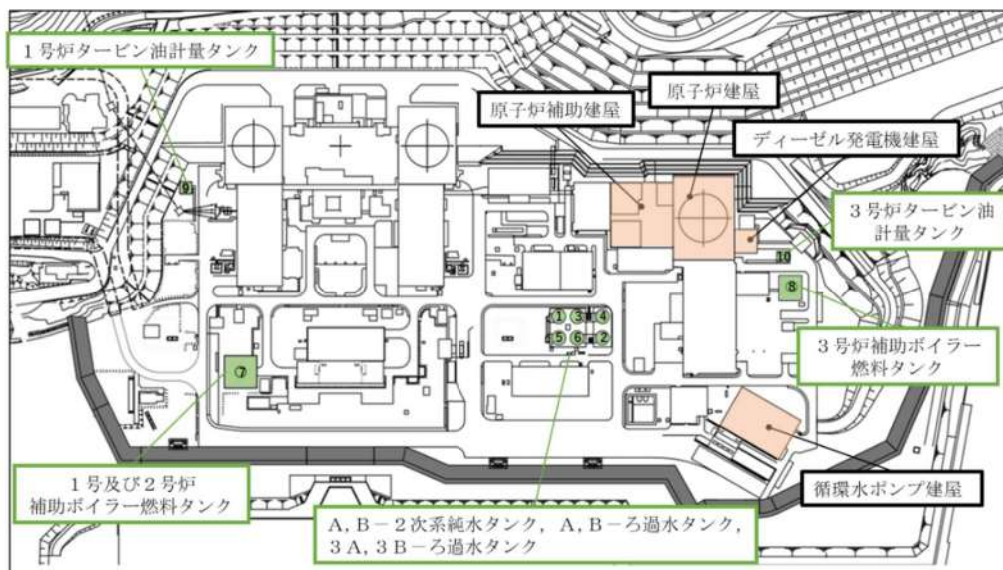 1号炉タービン油計量タンク
原子炉建屋
原子炉補助建屋
ディーゼル発電機建屋
3号炉タービン油
計量タンク
9
10
⑧
①③④
⑤⑥②
⑦
3号炉補助ボイラー
燃料タンク
1号及び2号炉
補助ボイラー燃料タンク
循環水ポンプ建屋
A,B-2次系純水タンク,A,B-ろ過水タンク,
3A,3B-ろ過水タンク